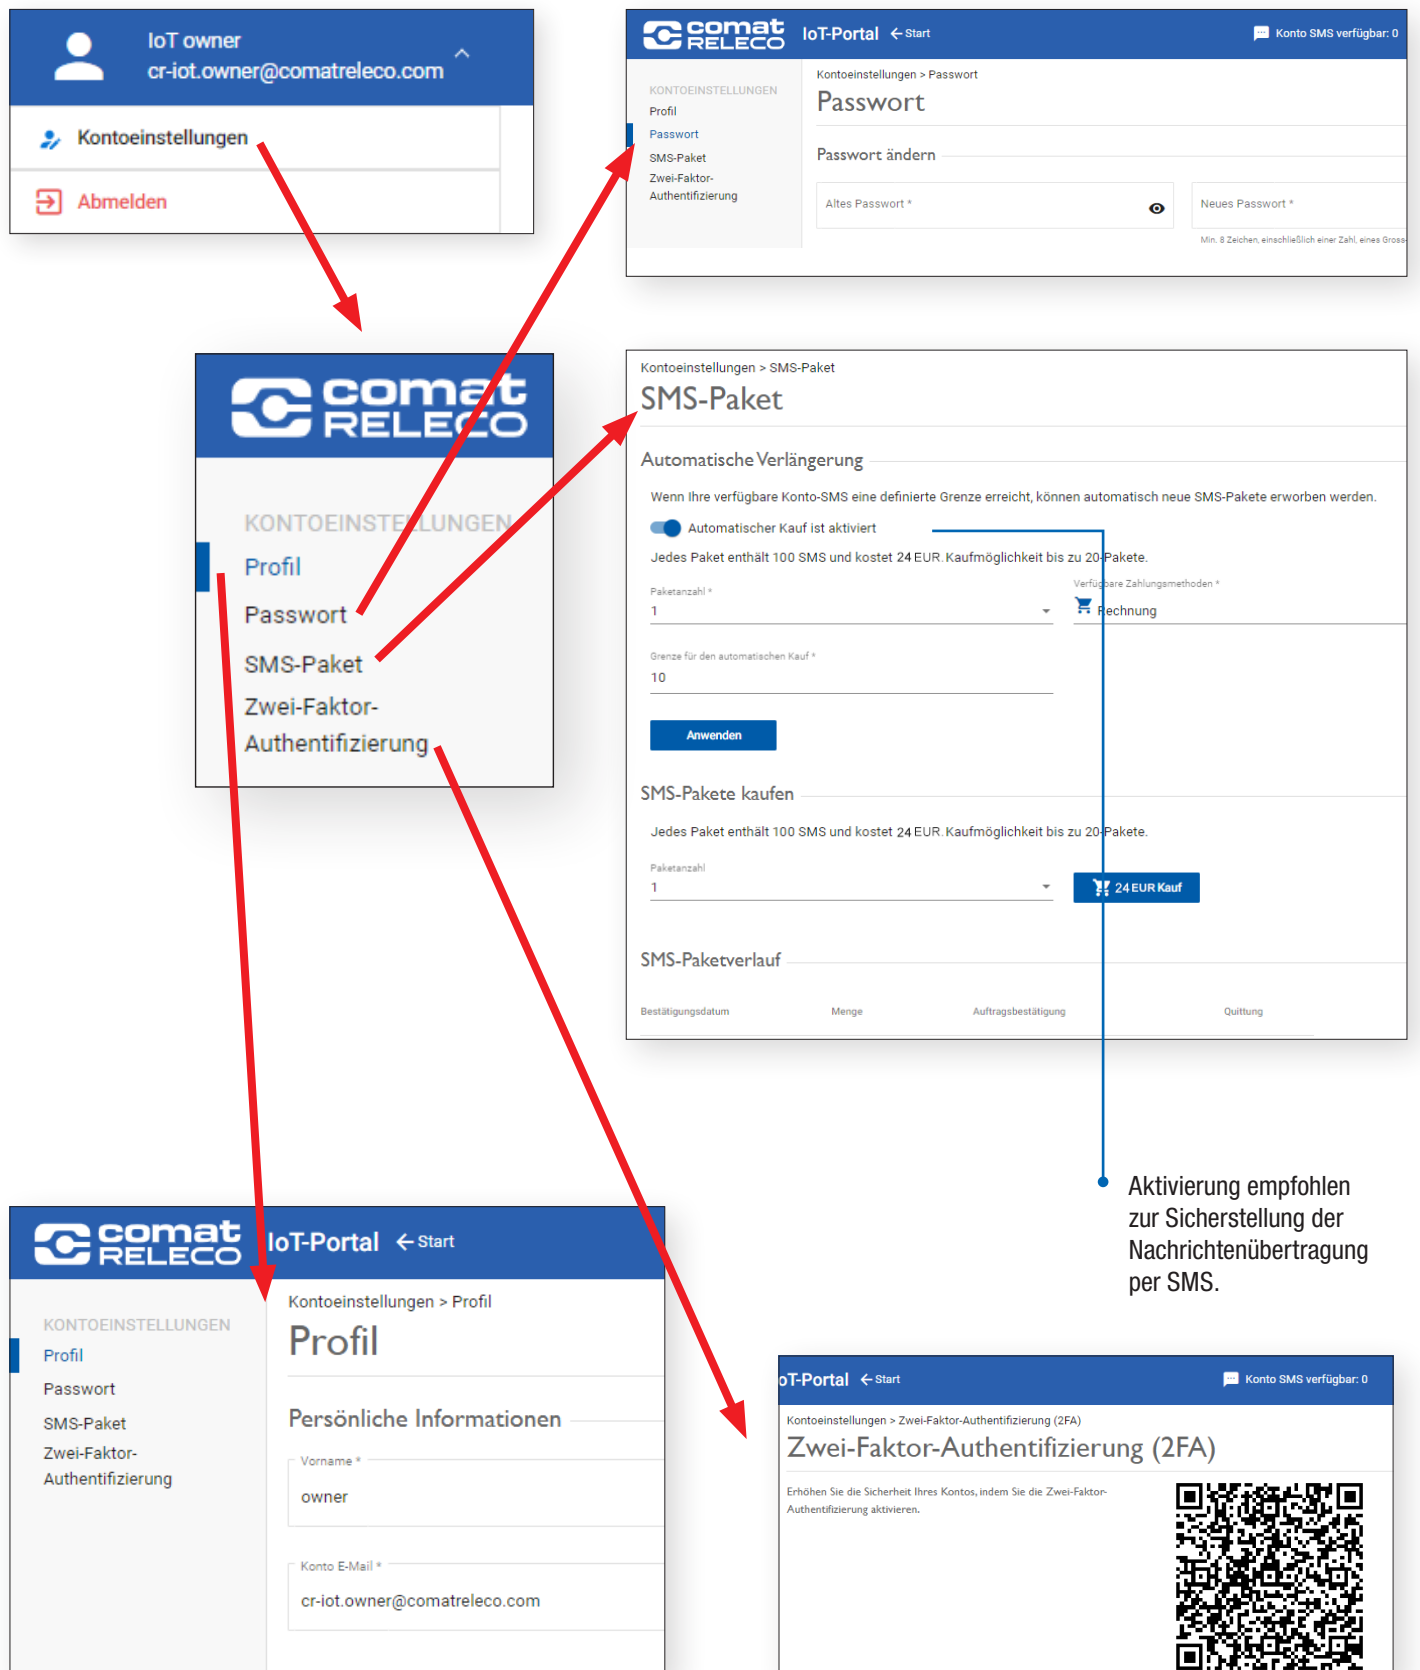 IoT owner
cr-iot.owner@comatreleco.com
Kontoeinstellungen
Abmelden
comat
RELECO
IoT-Portal ← Start
Konto SMS verfügbar: 0
KONTOEINSTELLUNGEN
Profil
Passwort
SMS-Paket
Zwei-Faktor-
Authentifizierung
Kontoeinstellungen > Passwort
Passwort
Passwort ändern
Altes Passwort *
Neues Passwort *
Min. 8 Zeichen, einschließlich einer Zahl, eines Gross-
comat
RELECO
KONTOEINSTELLUNGEN
Profil
Passwort
SMS-Paket
Zwei-Faktor-
Authentifizierung
Kontoeinstellungen > SMS-Paket
SMS-Paket
Automatische Verlängerung
Wenn Ihre verfügbare Konto-SMS eine definierte Grenze erreicht, können automatisch neue SMS-Pakete erworben werden.
Automatischer Kauf ist aktiviert
Jedes Paket enthält 100 SMS und kostet 24 EUR. Kaufmöglichkeit bis zu 20-Pakete.
Paketanzahl *
1
Verfügbare Zahlungsmethoden *
Rechnung
Grenze für den automatischen Kauf *
10
Anwenden
SMS-Pakete kaufen
Jedes Paket enthält 100 SMS und kostet 24 EUR. Kaufmöglichkeit bis zu 20-Pakete.
Paketanzahl
1
24 EUR Kauf
SMS-Paketverlauf
Bestätigungsdatum Menge Auftragsbestätigung Quittung
Aktivierung empfohlen
zur Sicherstellung der
Nachrichtenübertragung
per SMS.
comat
RELECO
IoT-Portal ← Start
KONTOEINSTELLUNGEN
Profil
Passwort
SMS-Paket
Zwei-Faktor-
Authentifizierung
Kontoeinstellungen > Profil
Profil
Persönliche Informationen
Vorname *
owner
Konto E-Mail *
cr-iot.owner@comatreleco.com
oT-Portal ← Start
Konto SMS verfügbar: 0
Kontoeinstellungen > Zwei-Faktor-Authentifizierung (2FA)
Zwei-Faktor-Authentifizierung (2FA)
Erhöhen Sie die Sicherheit Ihres Kontos, indem Sie die Zwei-Faktor-
Authentifizierung aktivieren.